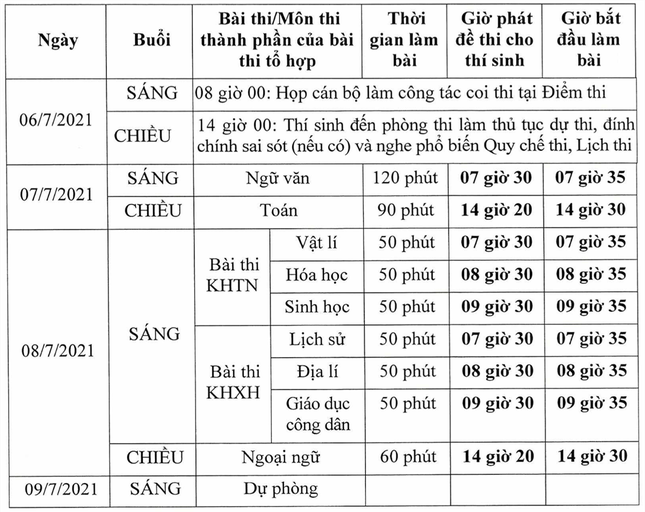 Ngày
Buổi
Bài thi/Môn thi
thành phần của bài
thi tổ hợp
Thời
gian làm
bài
Giờ phát
đề thi cho
thí sinh
Giờ bắt
đầu làm
bài
06/7/2021
SÁNG
08 giờ 00: Họp cán bộ làm công tác coi thi tại Điểm thi
CHIỀU
14 giờ 00: Thí sinh đến phòng thi làm thủ tục dự thi, đính
chính sai sót (nếu có) và nghe phổ biến Quy chế thi, Lịch thi
07/7/2021
SÁNG
Ngữ văn
120 phút
07 giờ 30
07 giờ 35
CHIỀU
Toán
90 phút
14 giờ 20
14 giờ 30
08/7/2021
SÁNG
Bài thi
KHTN
Vật lí
50 phút
07 giờ 30
07 giờ 35
Hóa học
50 phút
08 giờ 30
08 giờ 35
Sinh học
50 phút
09 giờ 30
09 giờ 35
Bài thi
KHXH
Lịch sử
50 phút
07 giờ 30
07 giờ 35
Địa lí
50 phút
08 giờ 30
08 giờ 35
Giáo dục
công dân
50 phút
09 giờ 30
09 giờ 35
CHIỀU
Ngoại ngữ
60 phút
14 giờ 20
14 giờ 30
09/7/2021
SÁNG
Dự phòng